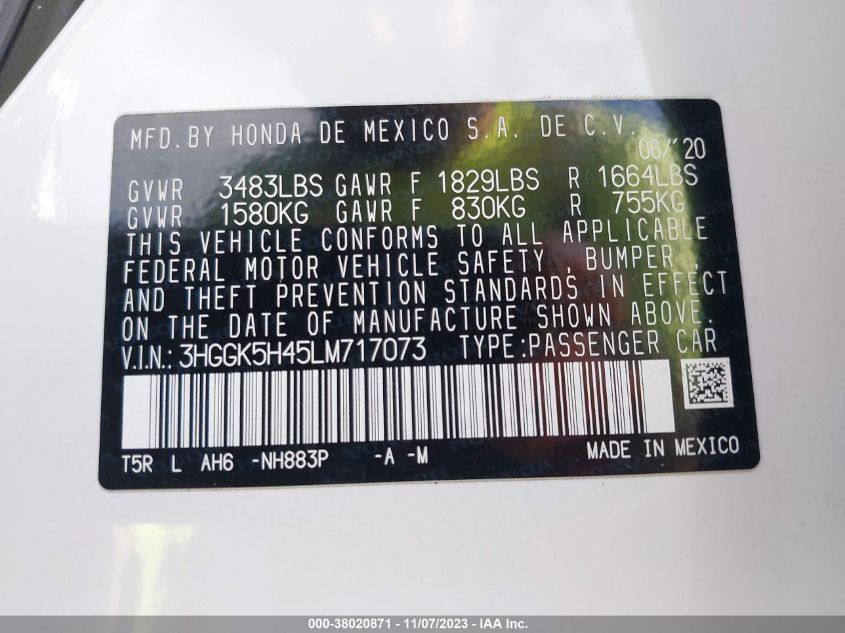 MFD. BY HONDA DE MEXICO S.A. DE C.V.
06/'20
GVWR 3483LBS GAWR F 1829LBS R 1664LBS
GVWR 1580KG GAWR F 830KG R 755KG
THIS VEHICLE CONFORMS TO ALL APPLICABLE
FEDERAL MOTOR VEHICLE SAFETY , BUMPER ,
AND THEFT PREVENTION STANDARDS IN EFFECT
ON THE DATE OF MANUFACTURE SHOWN ABOVE.
V.I.N.: 3HGGK5H45LM717073 TYPE:PASSENGER CAR
T5R L AH6 -NH883P -A -M MADE IN MEXICO
000-38020871 - 11/07/2023 - IAA Inc.